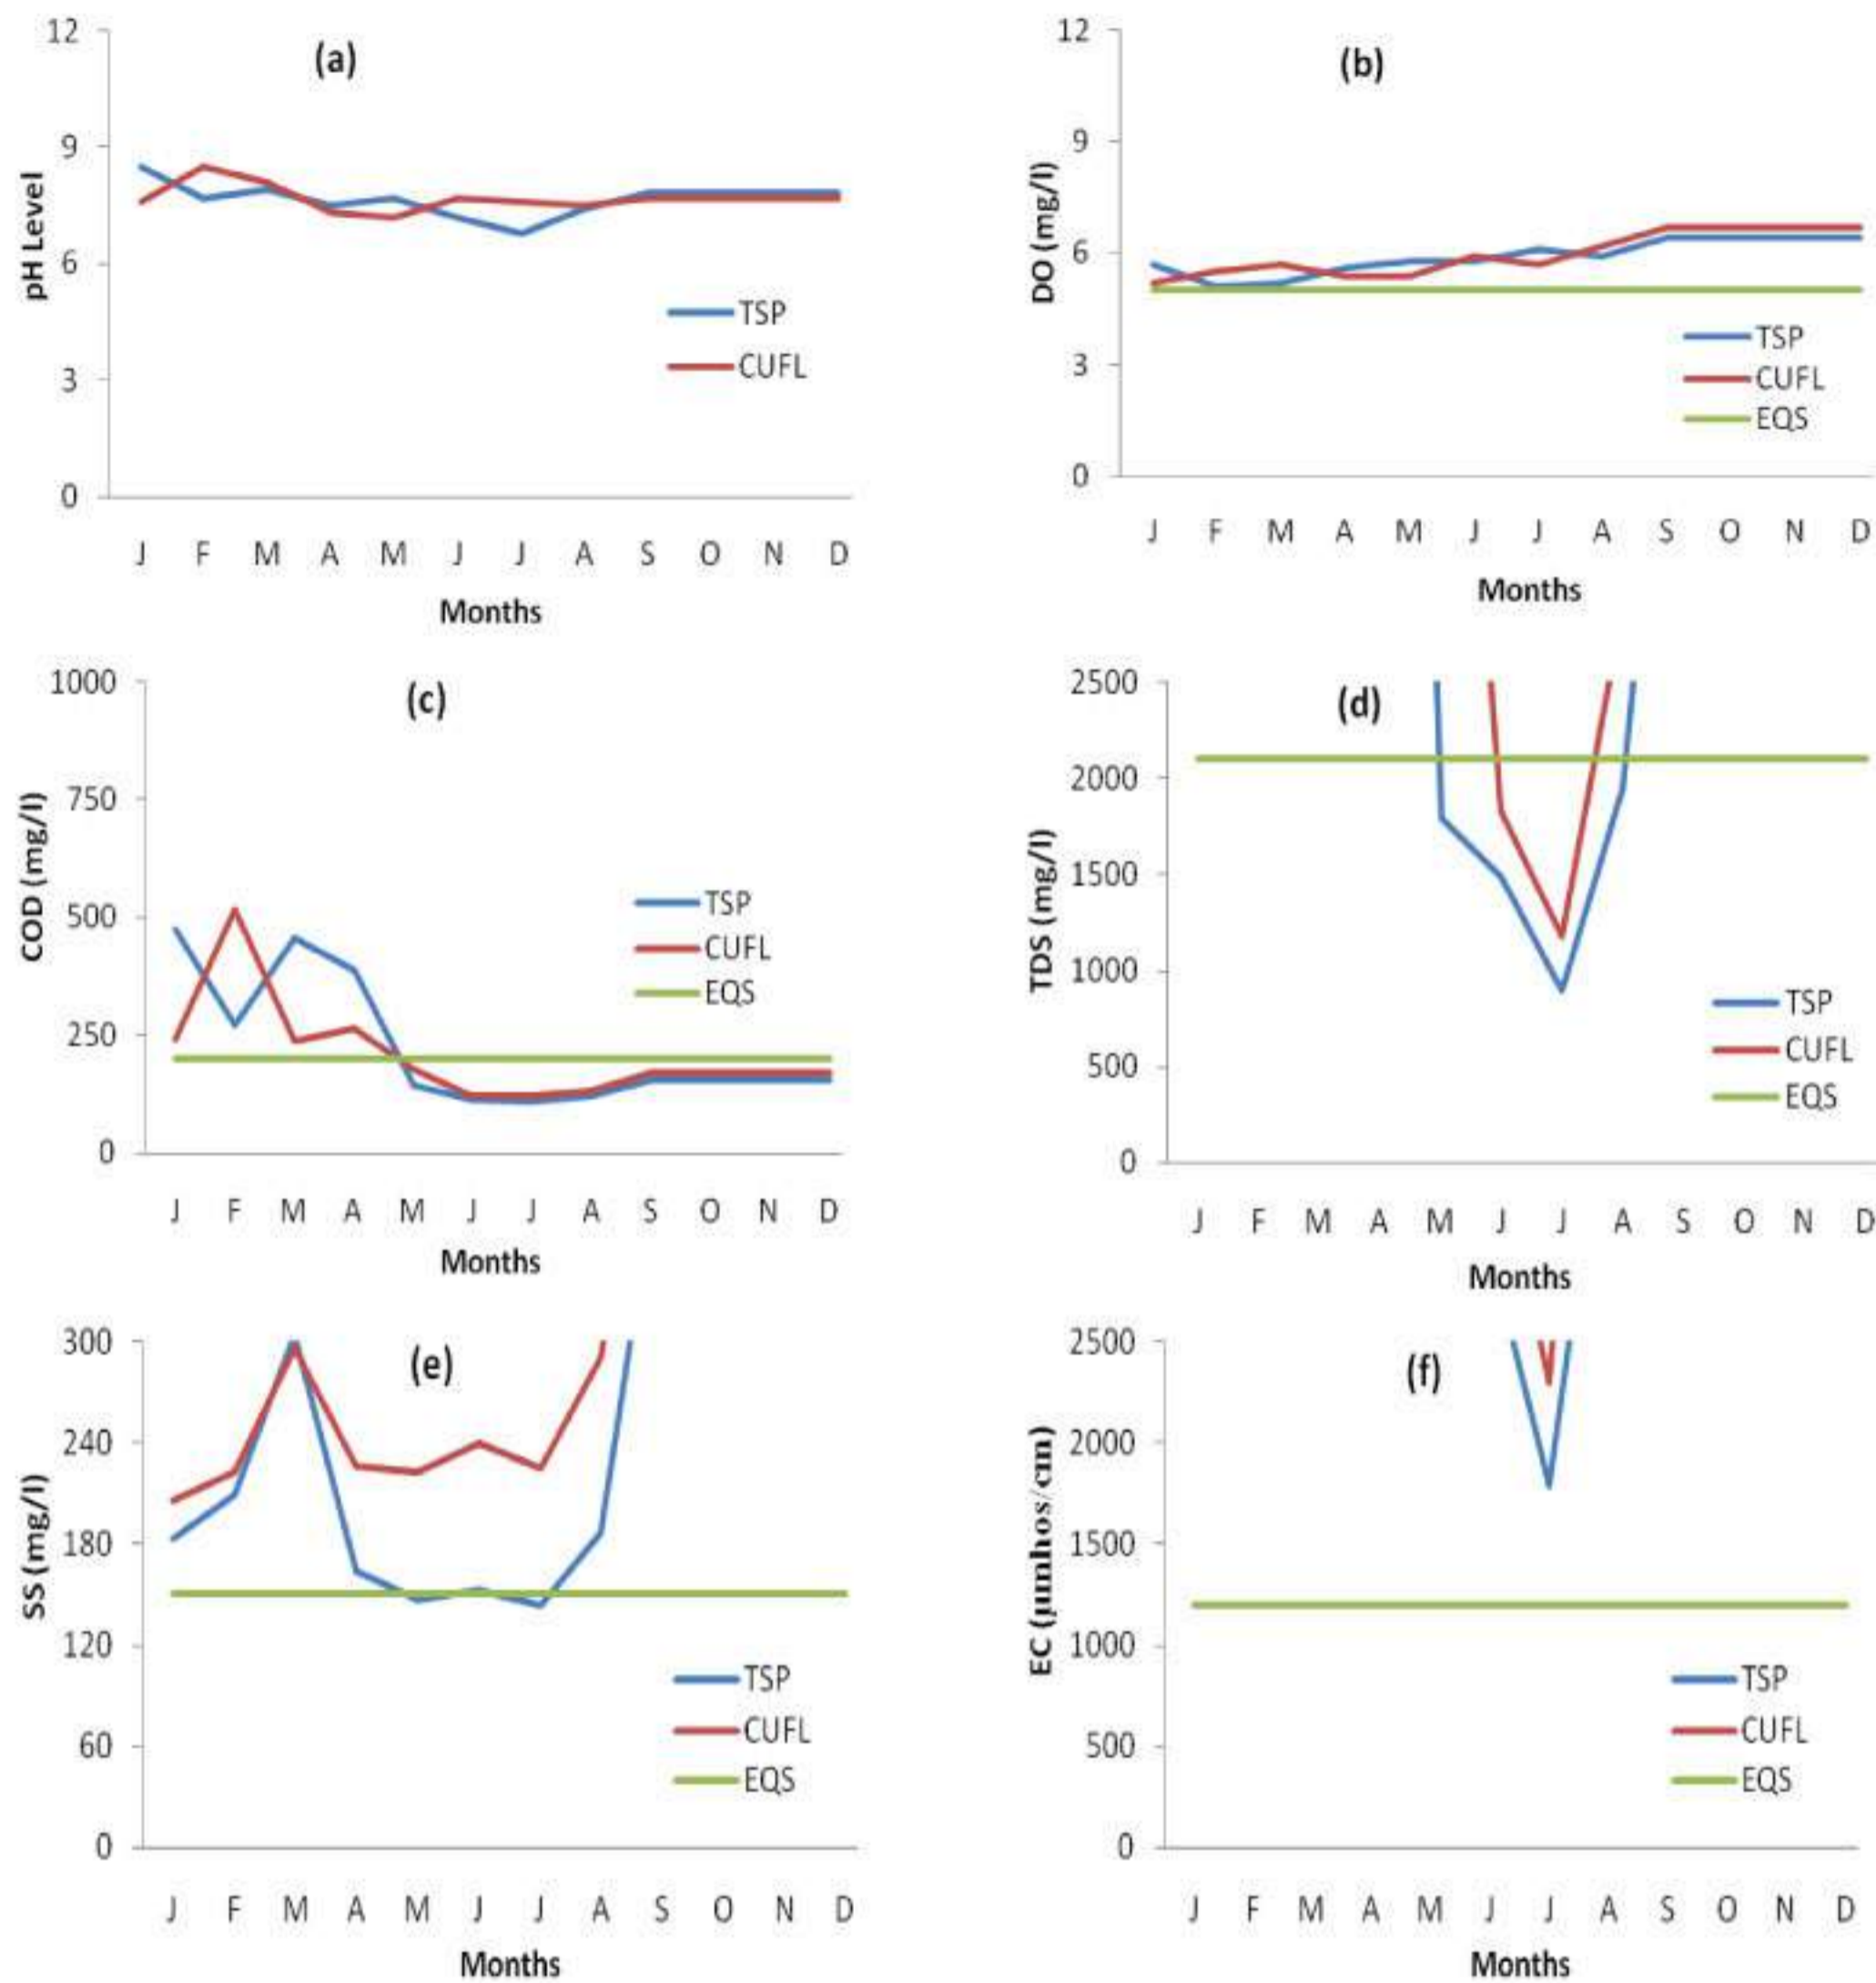 (a)
pH Level
12
9
6
3
0
TSP
CUFL
J F M A M J J A S O N D
Months
(b)
DO (mg/l)
12
9
6
3
0
TSP
CUFL
EQS
J F M A M J J A S O N D
Months
(c)
COD (mg/l)
1000
750
500
250
0
TSP
CUFL
EQS
J F M A M J J A S O N D
Months
(d)
TDS (mg/l)
2500
2000
1500
1000
500
0
TSP
CUFL
EQS
J F M A M J J A S O N D
Months
(e)
SS (mg/l)
300
240
180
120
60
0
TSP
CUFL
EQS
J F M A M J J A S O N D
Months
(f)
EC (µmhos/cm)
2500
2000
1500
1000
500
0
TSP
CUFL
EQS
J F M A M J J A S O N D
Months